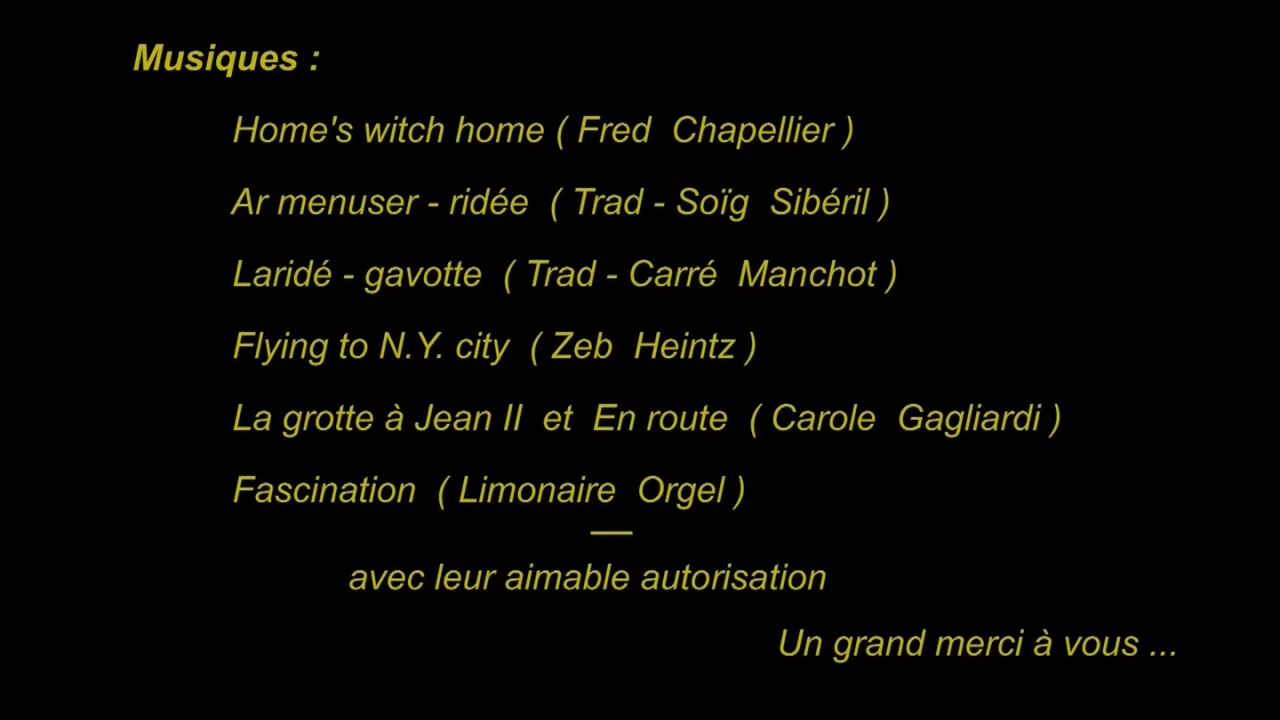 Musiques :
Home's witch home ( Fred Chapellier )
Ar menuser - ridée ( Trad - Soïg Sibéril )
Laridé - gavotte ( Trad - Carré Manchot )
Flying to N.Y. city ( Zeb Heintz )
La grotte à Jean II et En route ( Carole Gagliardi )
Fascination ( Limonaire Orgel )
avec leur aimable autorisation
Un grand merci à vous ...